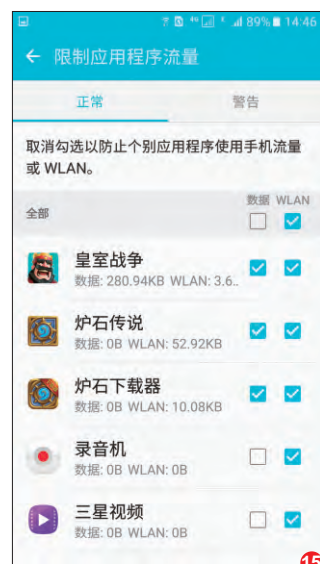 89% 14:46
限制应用程序流量
正常 警告
取消勾选以防止个别应用程序使用手机流量
或 WLAN。
数据 WLAN
全部
皇室战争
数据: 280.94KB WLAN: 3.6..
炉石传说
数据: 0B WLAN: 52.92KB
炉石下载器
数据: 0B WLAN: 10.08KB
录音机
数据: 0B WLAN: 0B
三星视频
数据: 0B WLAN: 0B
15